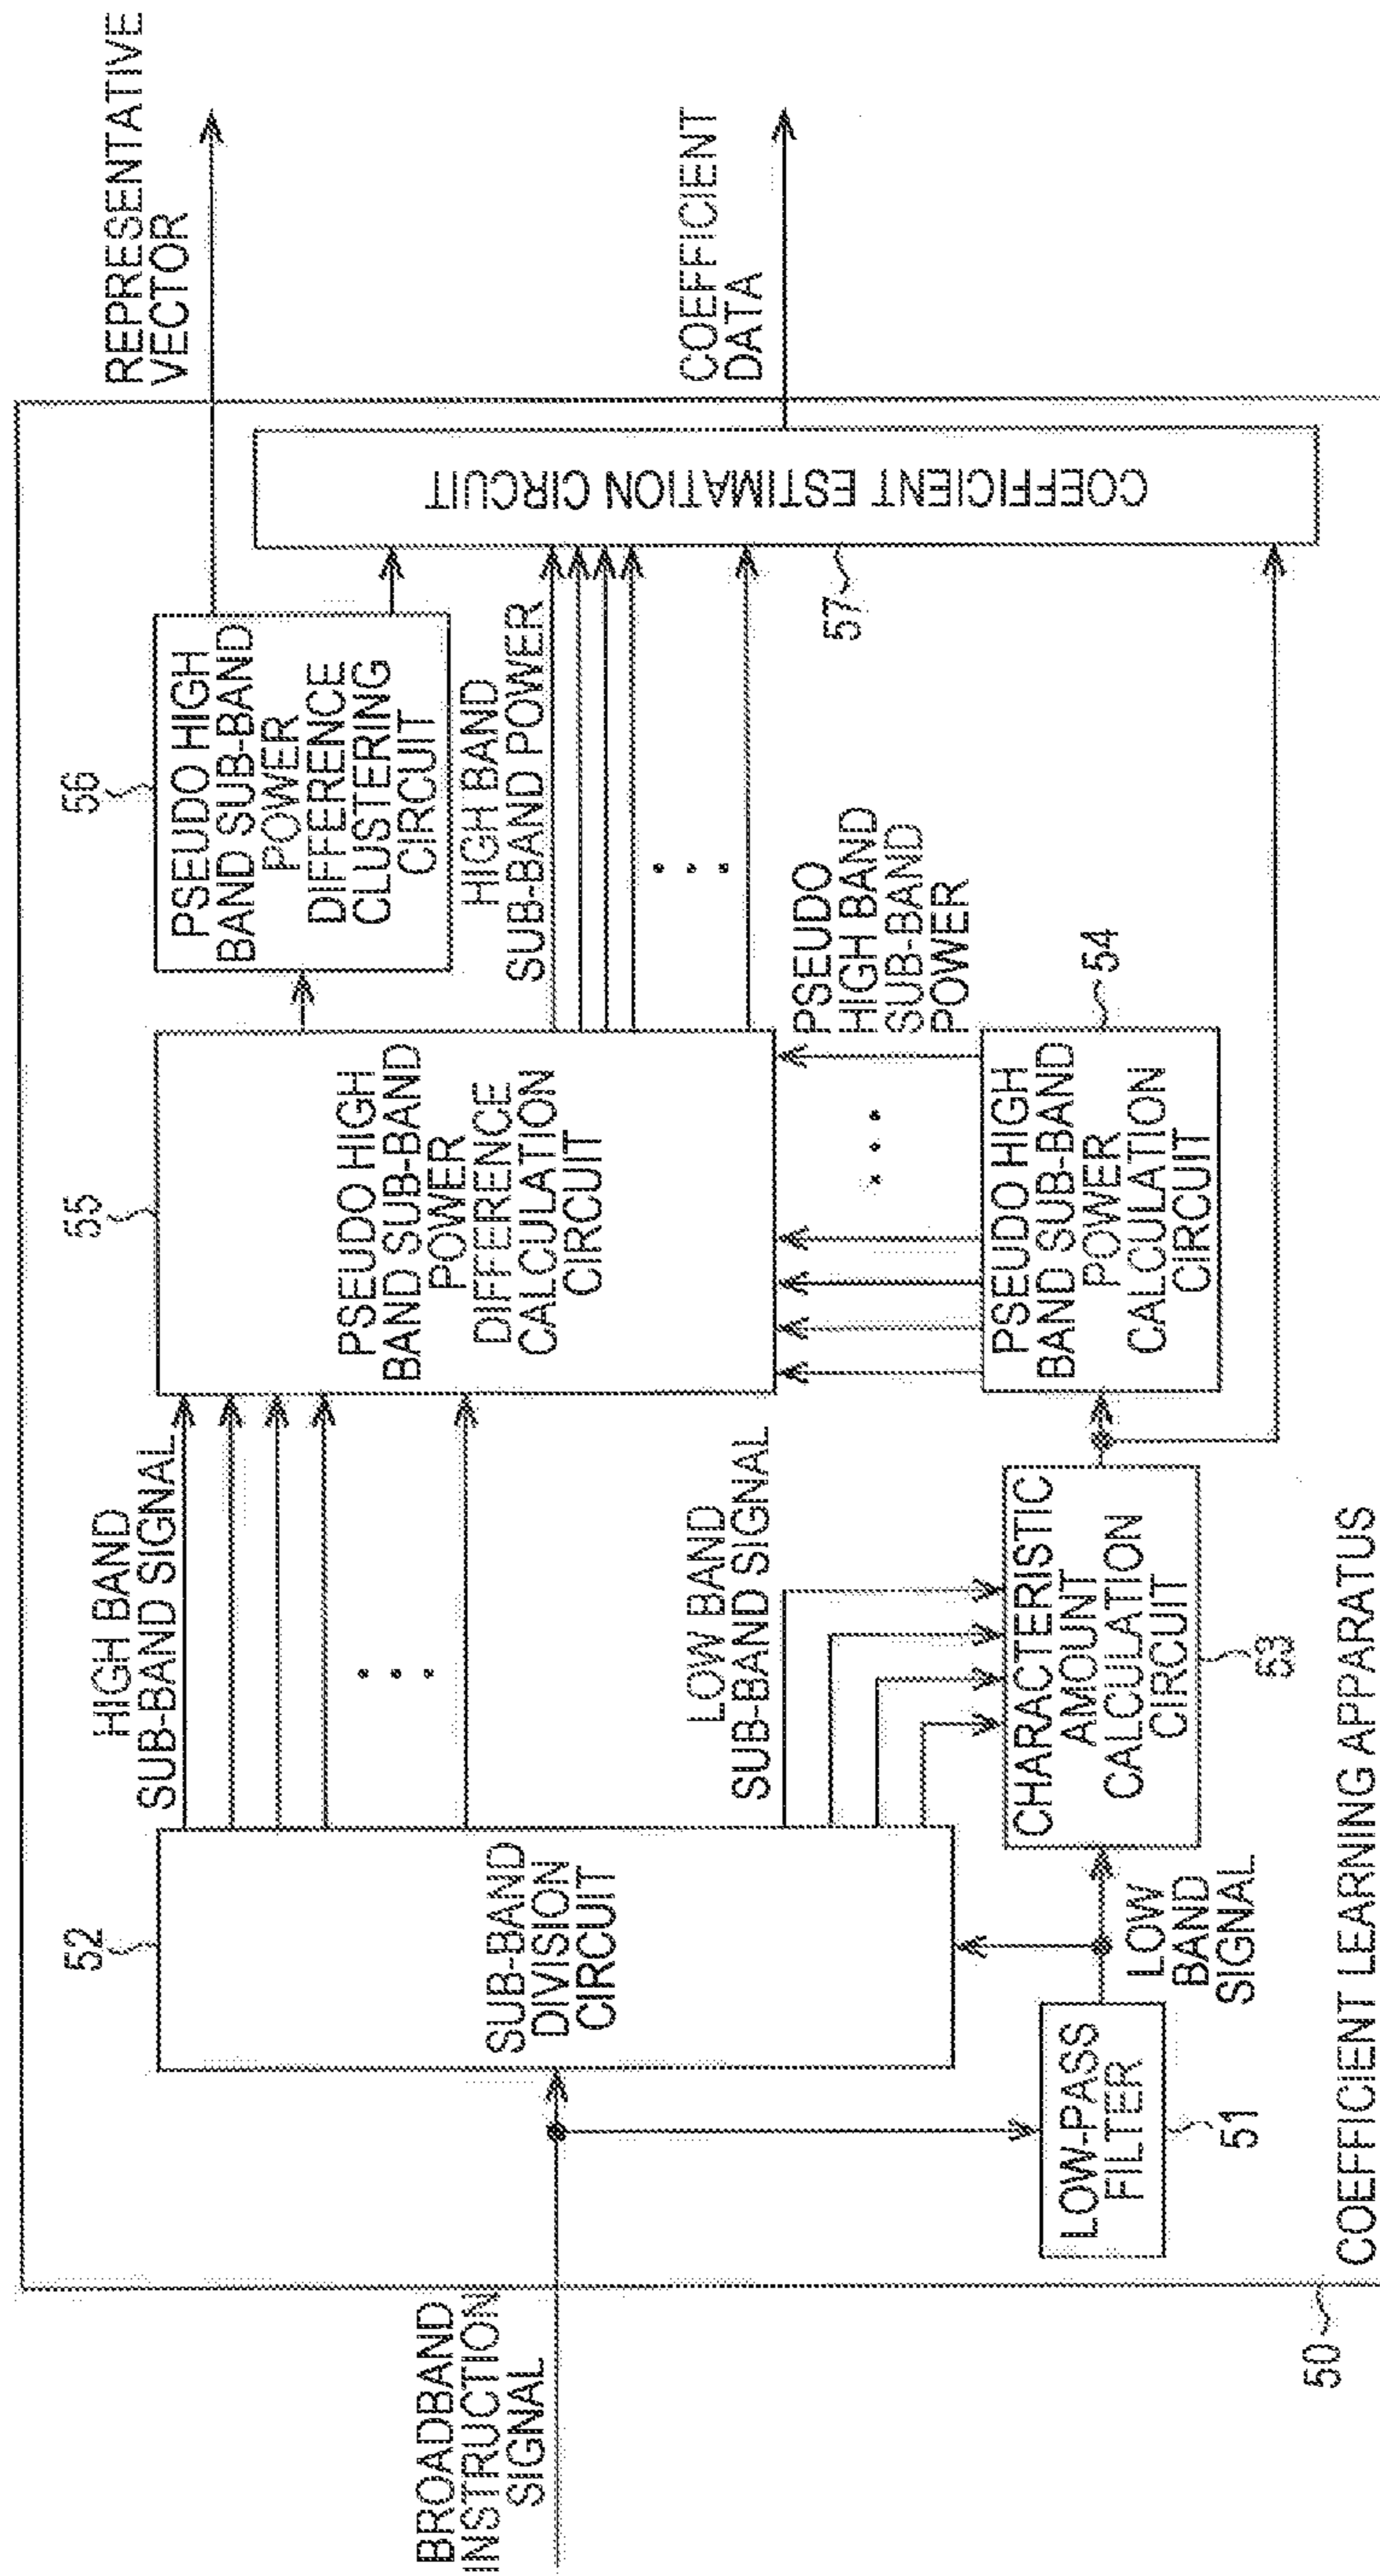 BROADBAND
INSTRUCTION
SIGNAL
52
SUB-BAND
DIVISION
CIRCUIT
LOW-PASS
FILTER
51
LOW
BAND
SIGNAL
HIGH BAND
SUB-BAND SIGNAL
LOW BAND
SUB-BAND SIGNAL
CHARACTERISTIC
AMOUNT
CALCULATION
CIRCUIT
53
55
PSEUDO HIGH
BAND SUB-BAND
POWER
DIFFERENCE
CALCULATION
CIRCUIT
PSEUDO
HIGH BAND
SUB-BAND
POWER
PSEUDO HIGH
BAND SUB-BAND
POWER
CALCULATION
CIRCUIT
54
56
PSEUDO HIGH
BAND SUB-BAND
POWER
DIFFERENCE
CLUSTERING
CIRCUIT
HIGH BAND
SUB-BAND POWER
COEFFICIENT ESTIMATION CIRCUIT
57
REPRESENTATIVE
VECTOR
COEFFICIENT
DATA
50
COEFFICIENT LEARNING APPARATUS